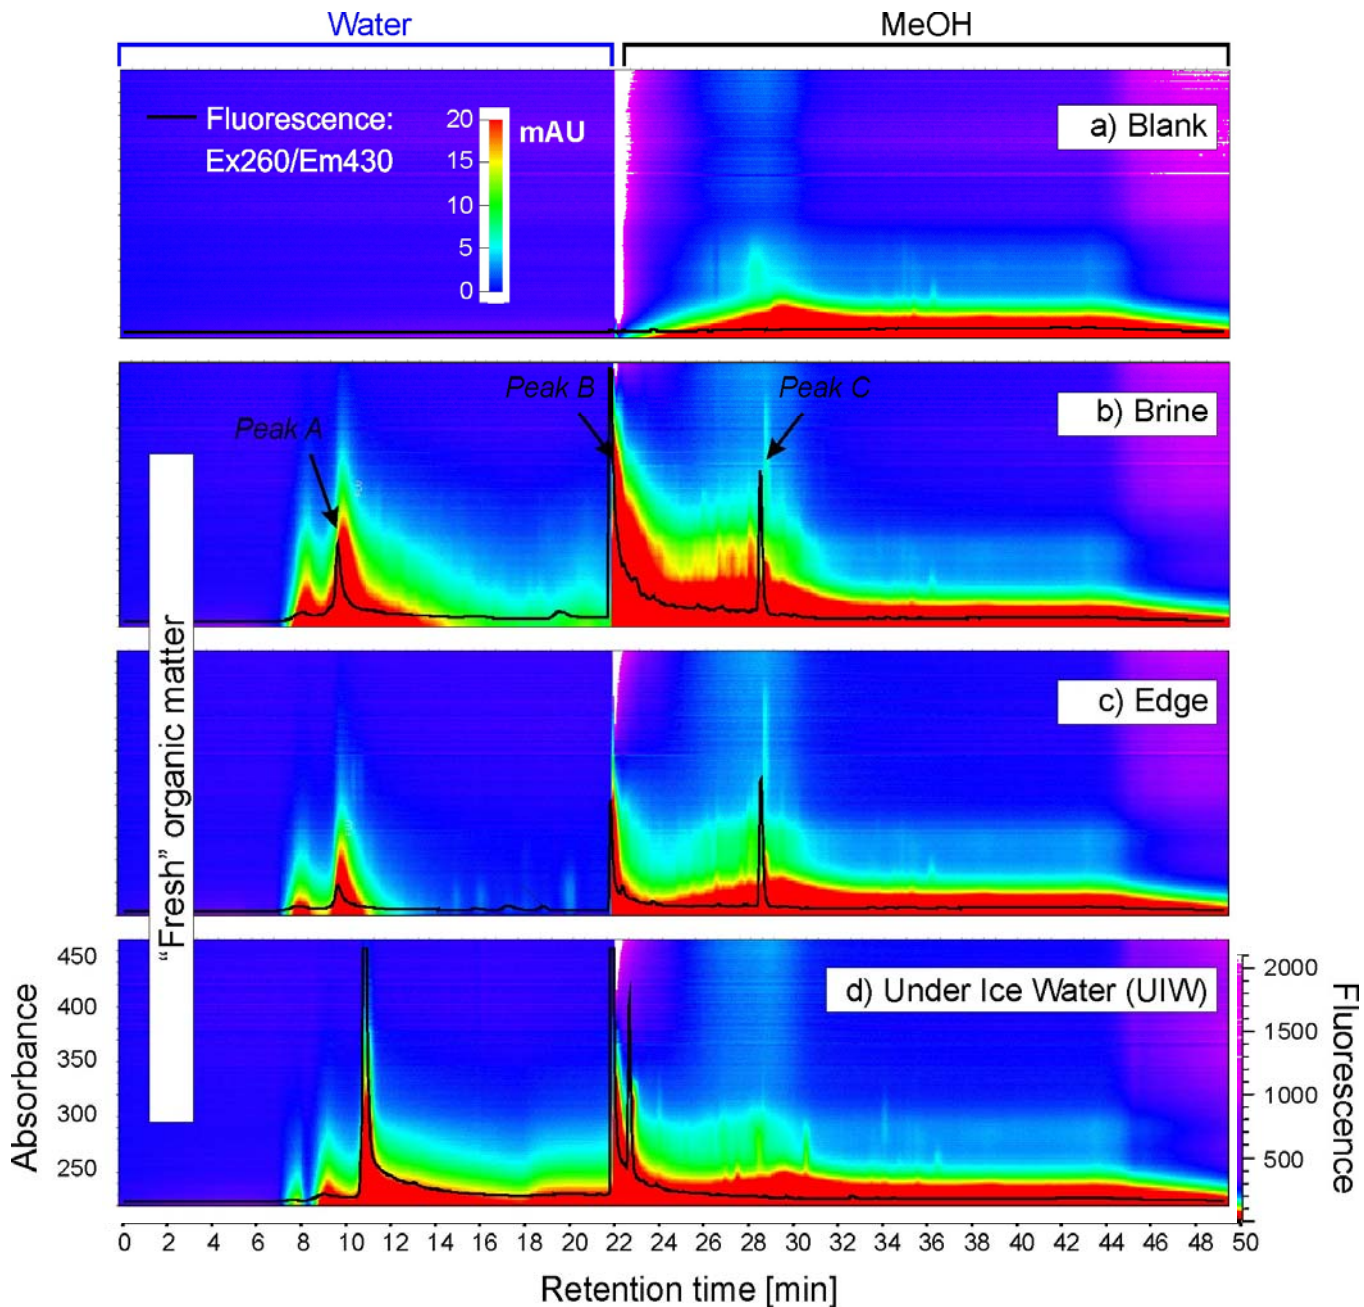 Water
MeOH
Fluorescence:
Ex260/Em430
20
15
10
5
0
mAU
a) Blank
Peak A
Peak B
Peak C
b) Brine
"Fresh" organic matter
c) Edge
d) Under Ice Water (UIW)
Absorbance
450
400
350
300
250
2000
1500
1000
500
Fluorescence
0 2 4 6 8 10 12 14 16 18 20 22 24 26 28 30 32 34 36 38 40 42 44 46 48 50
Retention time [min]